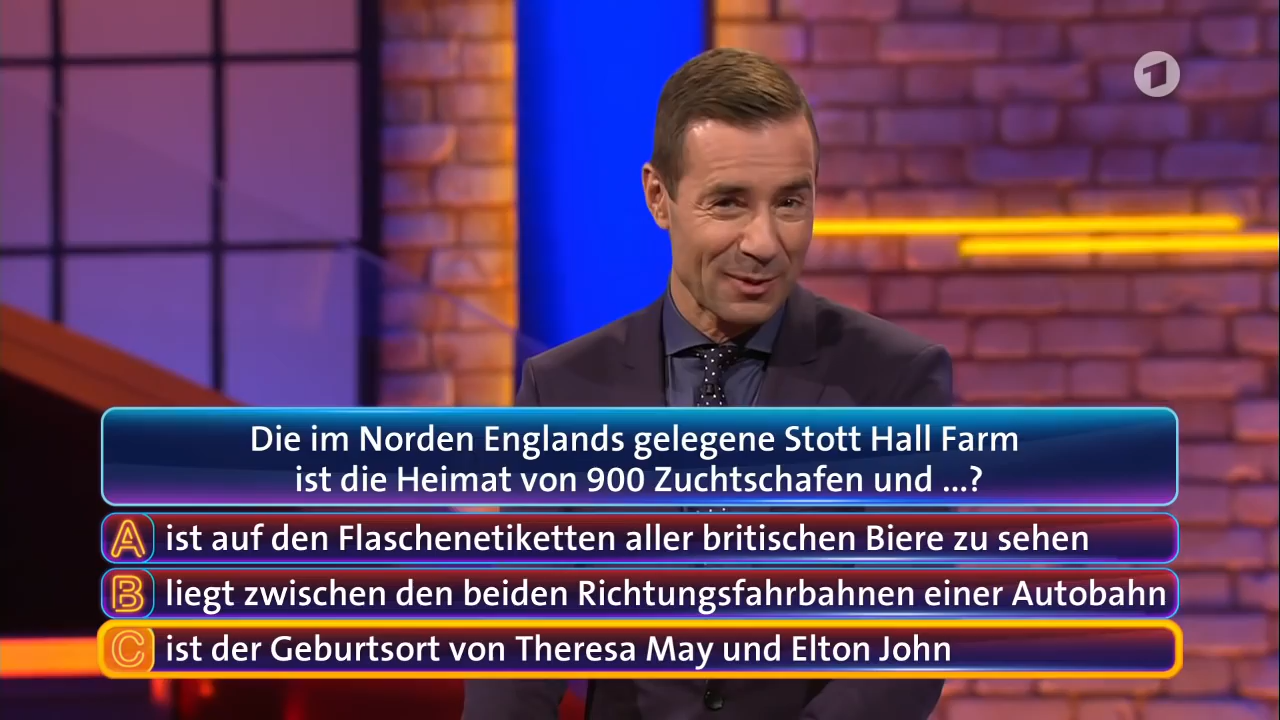 1
Die im Norden Englands gelegene Stott Hall Farm
ist die Heimat von 900 Zuchtschafen und ...?
A ist auf den Flaschenetiketten aller britischen Biere zu sehen
B liegt zwischen den beiden Richtungsfahrbahnen einer Autobahn
C ist der Geburtsort von Theresa May und Elton John